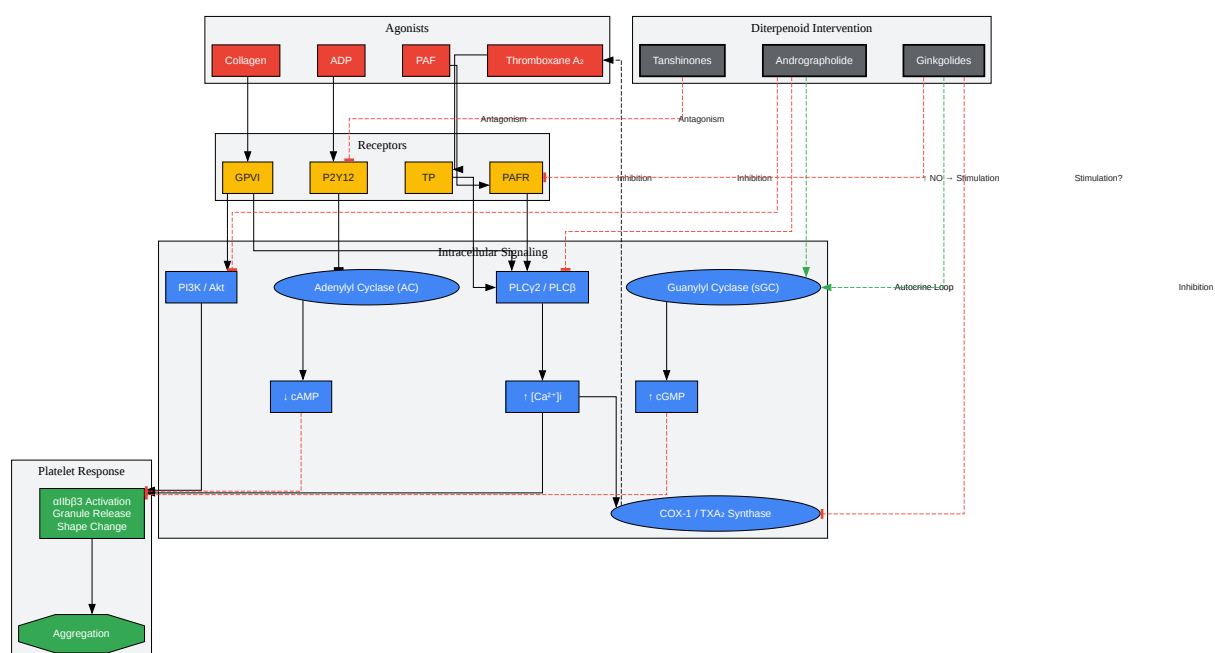 Agonists
Diterpenoid Intervention
Collagen
ADP
PAF
Thromboxane A₂
Tanshinones
Andrographolide
Ginkgolides
Antagonism
Antagonism
Receptors
GPVI
P2Y12
TP
PAFR
Inhibition
Inhibition
NO → Stimulation
Stimulation?
Intracellular Signaling
PI3K / Akt
Adenylyl Cyclase (AC)
PLCγ2 / PLCβ
Guanylyl Cyclase (sGC)
Autocrine Loop
Inhibition
↓ cAMP
↑ [Ca²⁺]i
↑ cGMP
Platelet Response
αIIbβ3 Activation
Granule Release
Shape Change
COX-1 / TXA₂ Synthase
Aggregation